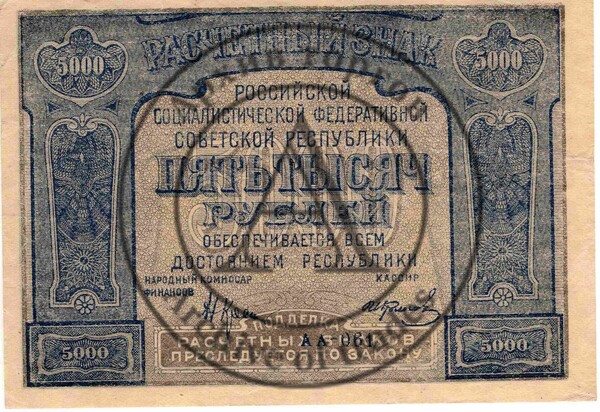 РАСЧЕТНЫЙ ЗНАК
5000 5000
РОССИЙСКОЙ
СОЦИАЛИСТИЧЕСКОЙ ФЕДЕРАТИВНОЙ
СОВЕТСКОЙ РЕСПУБЛИКИ
ПЯТЬ ТЫСЯЧ
РУБЛЕЙ
ОБЕСПЕЧИВАЕТСЯ ВСЕМ
ДОСТОЯНИЕМ РЕСПУБЛИКИ
НАРОДНЫЙ КОМИССАР КАССИР
ФИНАНСОВ
ПОДДЕЛКА
АА 061
5000 РАСЧЕТНЫХ ЗНАКОВ 5000
ПРЕСЛЕДУЕТСЯ ПО ЗАКОНУ